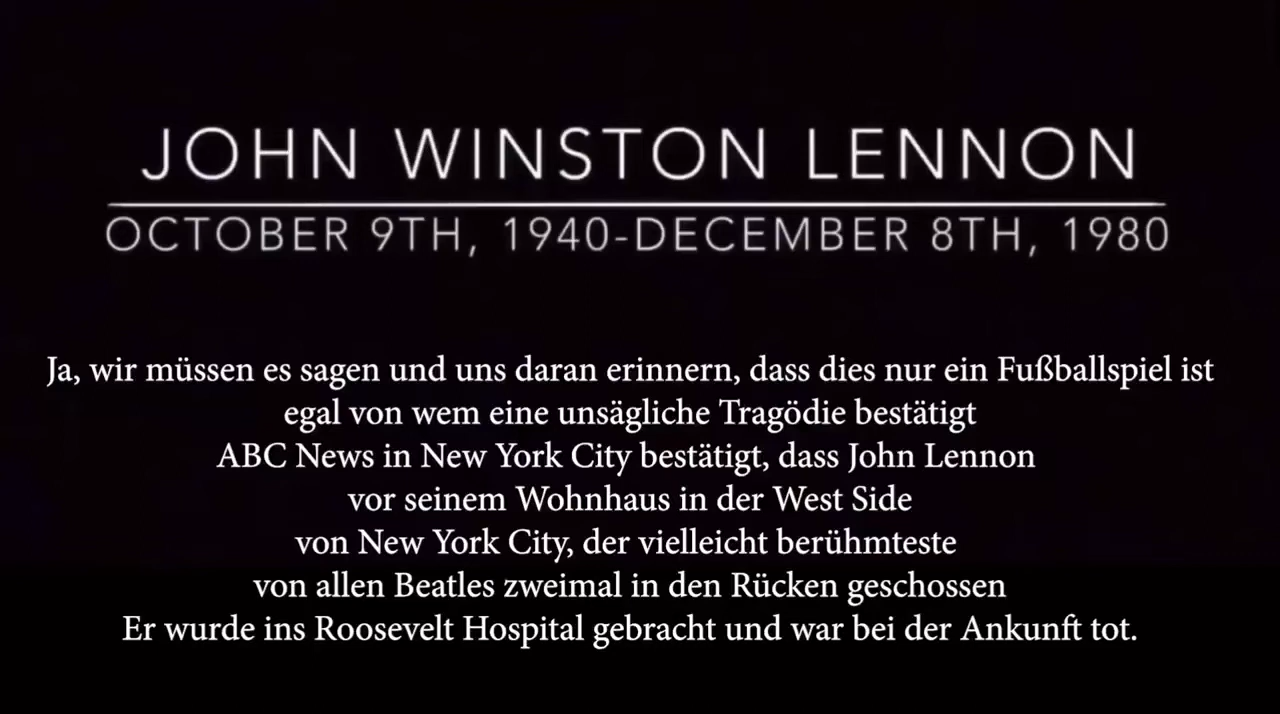 JOHN WINSTON LENNON
OCTOBER 9TH, 1940-DECEMBER 8TH, 1980
Ja, wir müssen es sagen und uns daran erinnern, dass dies nur ein Fußballspiel ist
egal von wem eine unsägliche Tragödie bestätigt
ABC News in New York City bestätigt, dass John Lennon
vor seinem Wohnhaus in der West Side
von New York City, der vielleicht berühmteste
von allen Beatles zweimal in den Rücken geschossen
Er wurde ins Roosevelt Hospital gebracht und war bei der Ankunft tot.